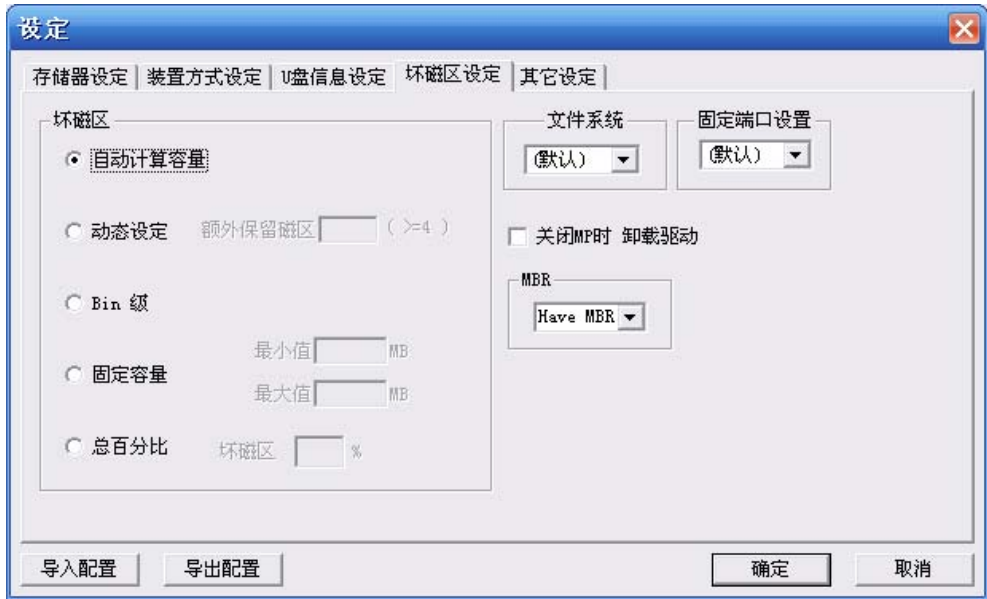 设定
存储器设定 装置方式设定 U盘信息设定 坏磁区设定 其它设定
坏磁区
自动计算容量
动态设定 额外保留磁区 ( >=4 )
Bin 级
固定容量
最小值 MB
最大值 MB
总百分比 坏磁区 %
文件系统
(默认)
固定端口设置
(默认)
关闭MP时 卸载驱动
MBR
Have MBR
导入配置 导出配置 确定 取消